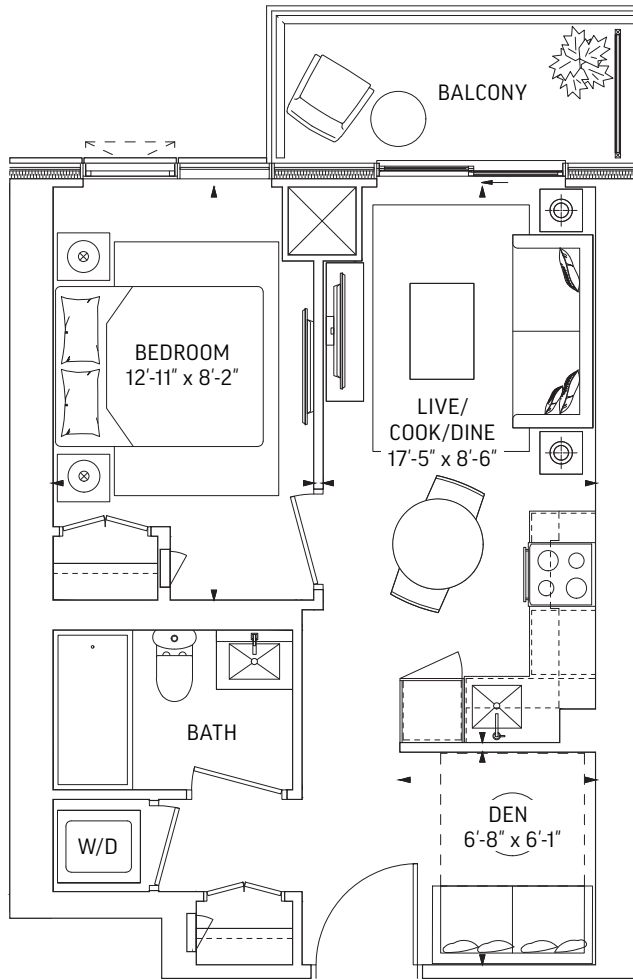 BALCONY
BEDROOM
12'-11" x 8'-2"
LIVE/
COOK/DINE
17'-5" x 8'-6"
BATH
DEN
6'-8" x 6'-1"
W/D